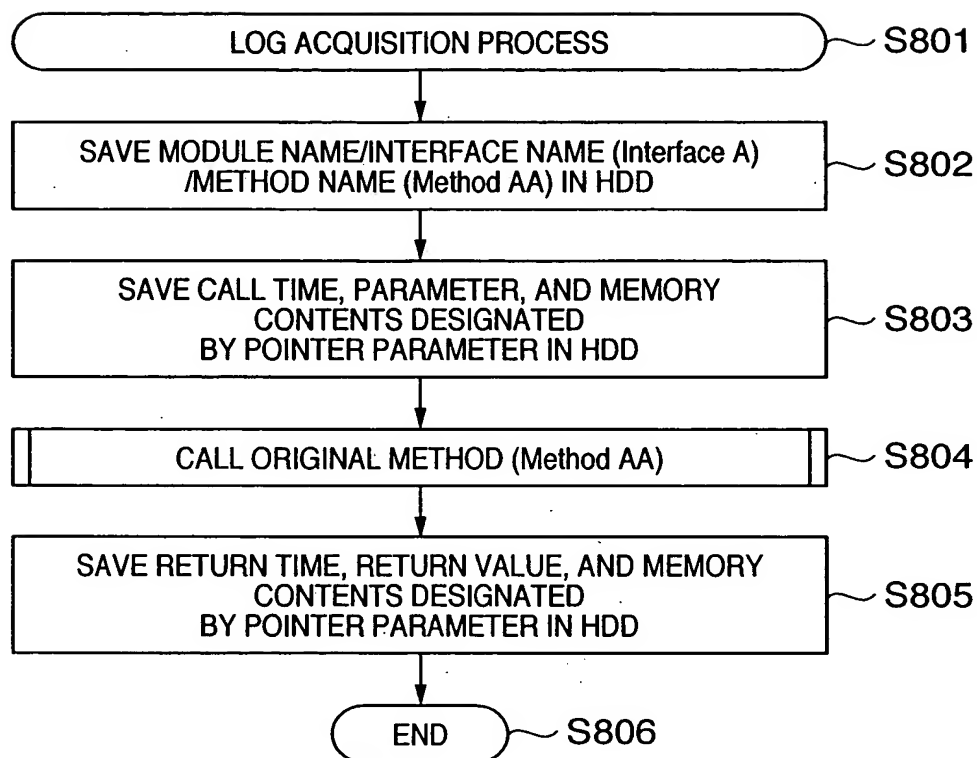 LOG ACQUISITION PROCESS
S801
SAVE MODULE NAME/INTERFACE NAME (Interface A)
/METHOD NAME (Method AA) IN HDD
S802
SAVE CALL TIME, PARAMETER, AND MEMORY
CONTENTS DESIGNATED
BY POINTER PARAMETER IN HDD
S803
CALL ORIGINAL METHOD (Method AA)
S804
SAVE RETURN TIME, RETURN VALUE, AND MEMORY
CONTENTS DESIGNATED
BY POINTER PARAMETER IN HDD
S805
END
S806